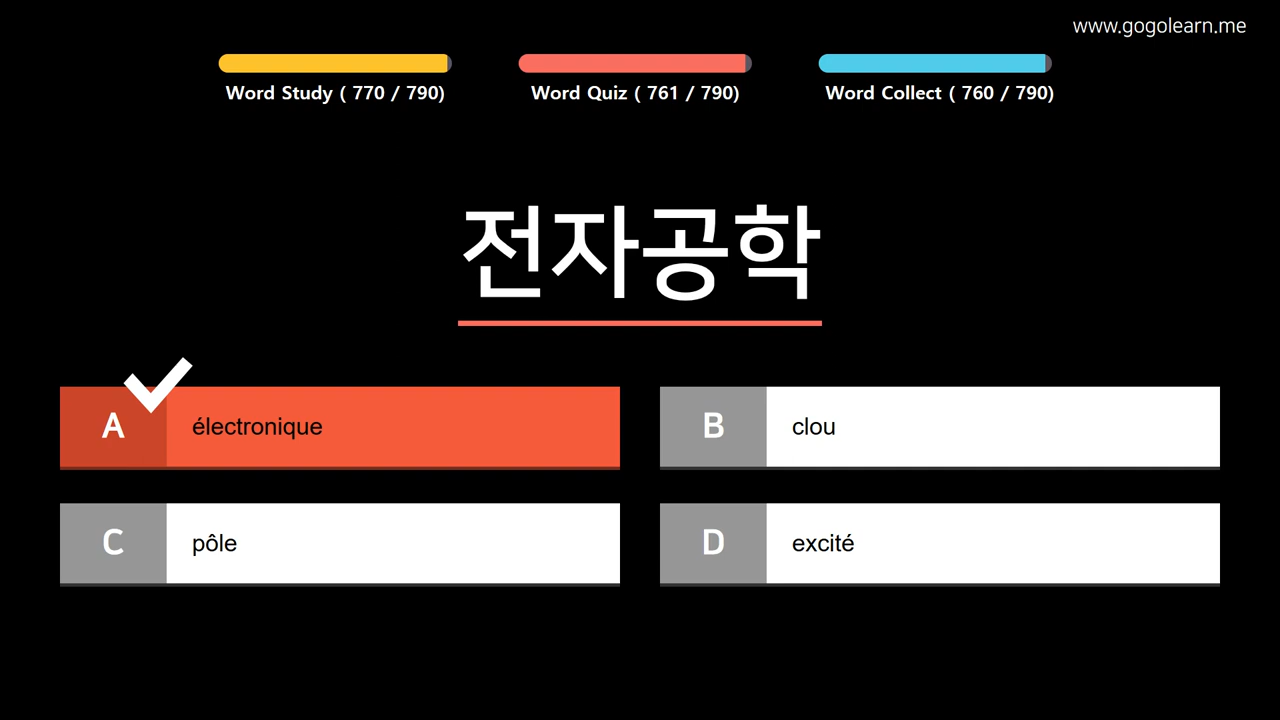 www.gogolearn.me
Word Study ( 770 / 790)
Word Quiz ( 761 / 790)
Word Collect ( 760 / 790)
전자공학
A électronique
B clou
C pôle
D excité